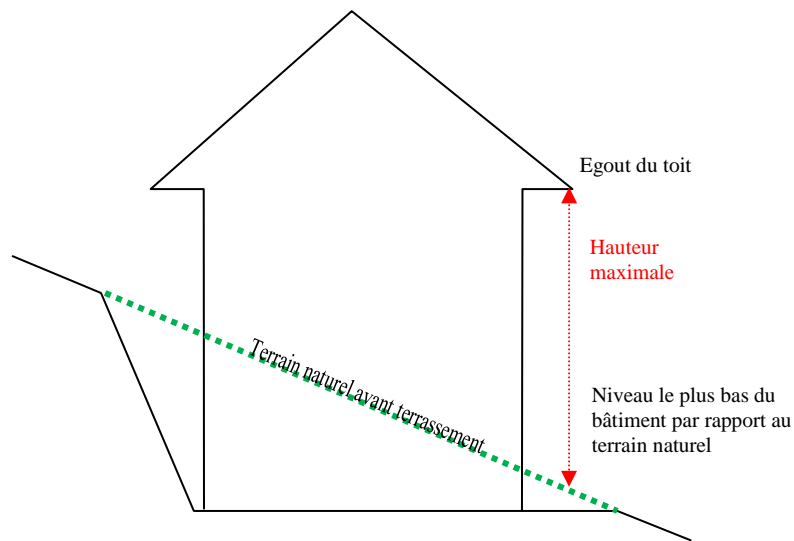 Egout du toit
Hauteur
maximale
Terrain naturel avant terrassement
Niveau le plus bas du
bâtiment par rapport au
terrain naturel